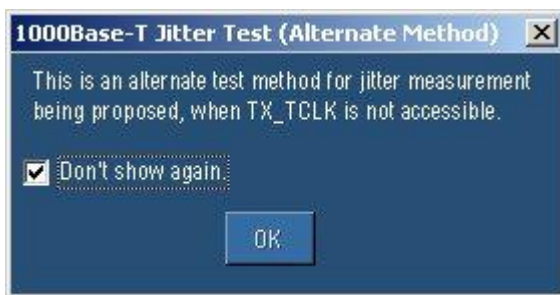 1000Base-T Jitter Test (Alternate Method)
This is an alternate test method for jitter measurement
being proposed, when TX_TCLK is not accessible.
Don't show again.
OK